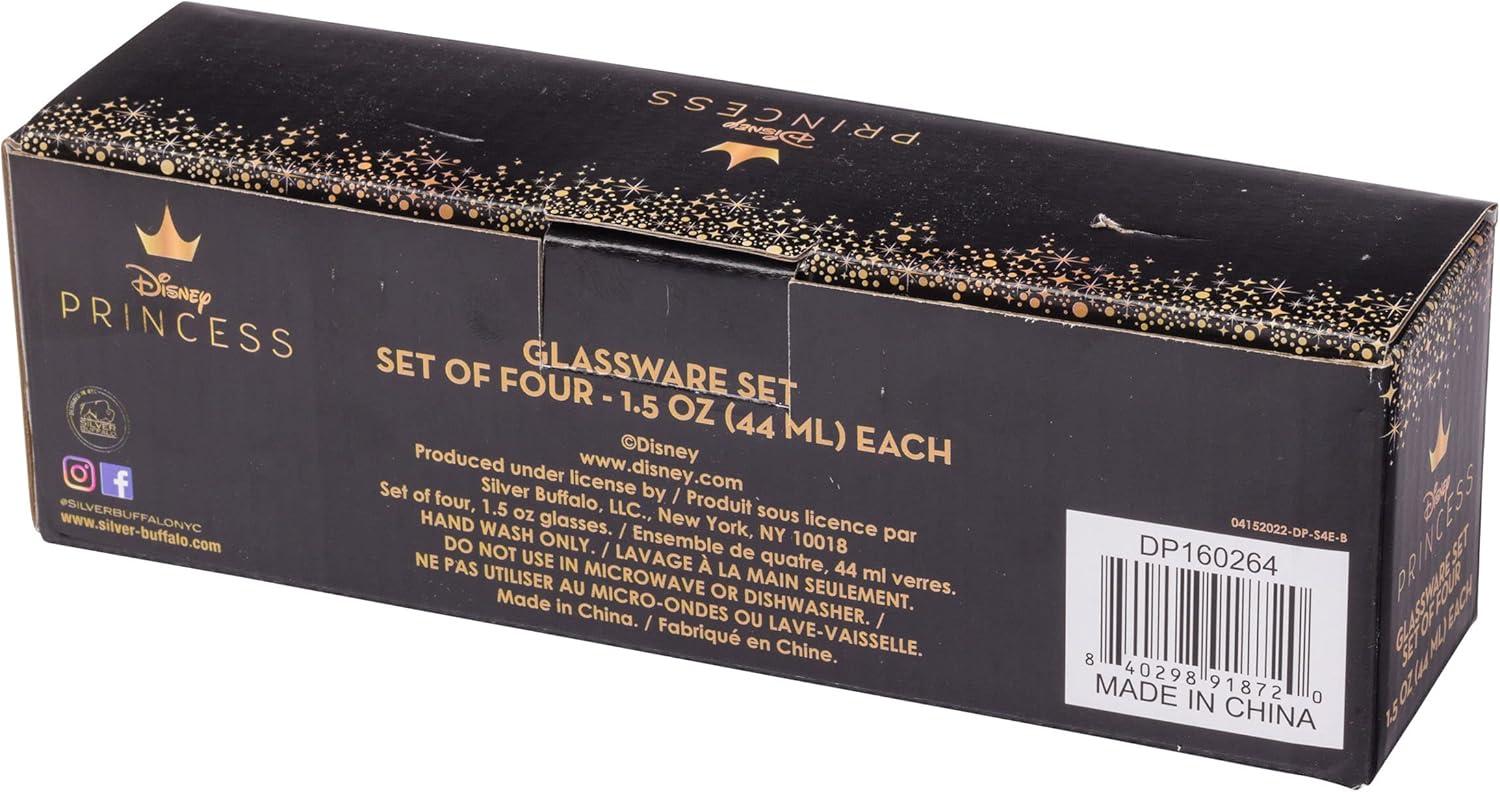 Disney
PRINCESS
Disney
PRINCESS
SILVER
BUFFALO
@SILVERBUFFALONYC
www.silver-buffalo.com
GLASSWARE SET
SET OF FOUR - 1.5 OZ (44 ML) EACH
©Disney
www.disney.com
Produced under license by / Produit sous licence par
Silver Buffalo, LLC., New York, NY 10018
Set of four, 1.5 oz glasses. / Ensemble de quatre, 44 ml verres.
HAND WASH ONLY. / LAVAGE À LA MAIN SEULEMENT.
DO NOT USE IN MICROWAVE OR DISHWASHER. /
NE PAS UTILISER AU MICRO-ONDES OU LAVE-VAISSELLE.
Made in China. / Fabriqué en Chine.
04152022-DP-S4E-B
DP160264
8 40298 91872 0
MADE IN CHINA
Disney
PRINCESS
GLASSWARE SET
SET OF FOUR
1.5 OZ (44 ML) EACH